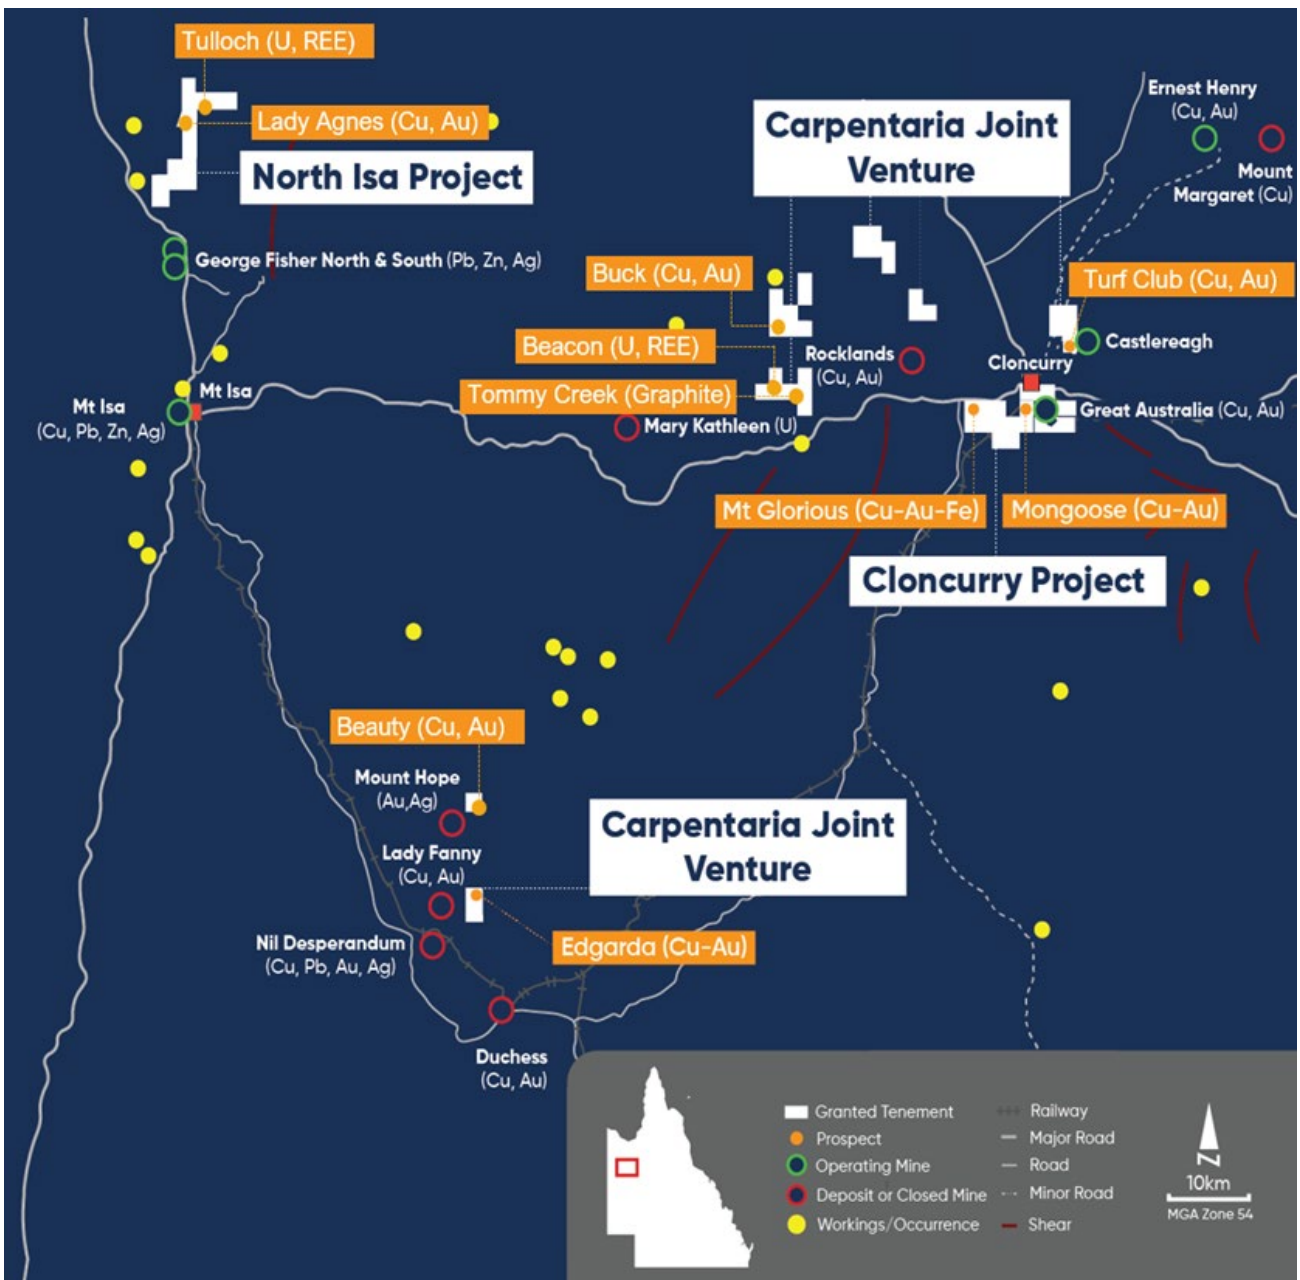 Tulloch (U, REE)
Lady Agnes (Cu, Au)
North Isa Project
George Fisher North & South (Pb, Zn, Ag)
Carpentaria Joint
Venture
Ernest Henry
(Cu, Au)
Mount
Margaret (Cu)
Buck (Cu, Au)
Turf Club (Cu, Au)
Beacon (U, REE)
Rocklands
(Cu, Au)
Castlereagh
Cloncurry
Tommy Creek (Graphite)
Mt Isa
Mt Isa
(Cu, Pb, Zn, Ag)
Mary Kathleen (U)
Great Australia (Cu, Au)
Mt Glorious (Cu-Au-Fe)
Mongoose (Cu-Au)
Cloncurry Project
Beauty (Cu, Au)
Mount Hope
(Au,Ag)
Carpentaria Joint
Venture
Lady Fanny
(Cu, Au)
Nil Desperandum
(Cu, Pb, Au, Ag)
Edgarda (Cu-Au)
Duchess
(Cu, Au)
Granted Tenement
Prospect
Operating Mine
Deposit or Closed Mine
Workings/Occurrence
Railway
Major Road
Road
Minor Road
Shear
N
10km
MGA Zone 54